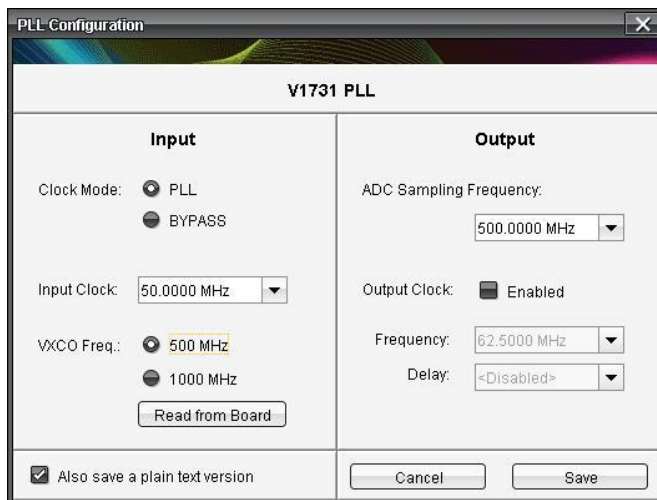 PLL Configuration
V1731 PLL
Input
Clock Mode:
PLL
BYPASS
Input Clock:
50.0000 MHz
VXCO Freq.:
500 MHz
1000 MHz
Read from Board
Also save a plain text version
Output
ADC Sampling Frequency:
500.0000 MHz
Output Clock:
Enabled
Frequency:
62.5000 MHz
Delay:
<Disabled>
Cancel
Save